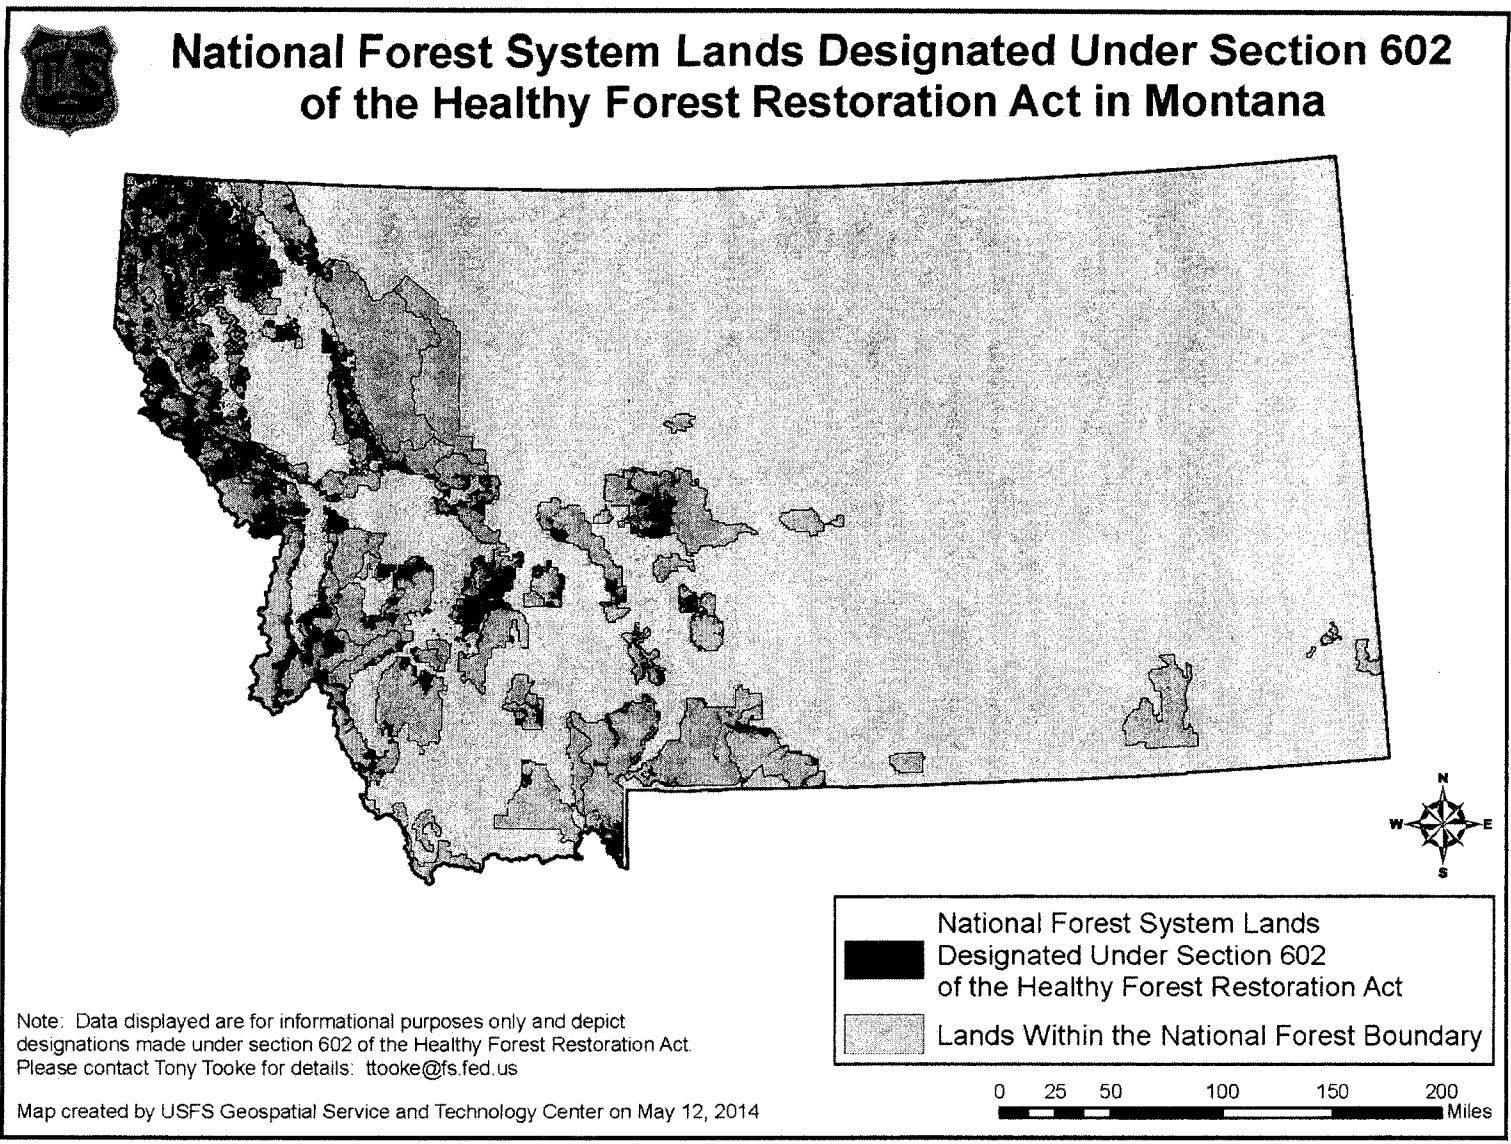 National Forest System Lands Designated Under Section 602
of the Healthy Forest Restoration Act in Montana
FOREST SERVICE
U S
N
W E
S
National Forest System Lands
Designated Under Section 602
of the Healthy Forest Restoration Act
Lands Within the National Forest Boundary
Note: Data displayed are for informational purposes only and depict
designations made under section 602 of the Healthy Forest Restoration Act.
Please contact Tony Tooke for details: ttooke@fs.fed.us
Map created by USFS Geospatial Service and Technology Center on May 12, 2014
0 25 50 100 150 200
Miles